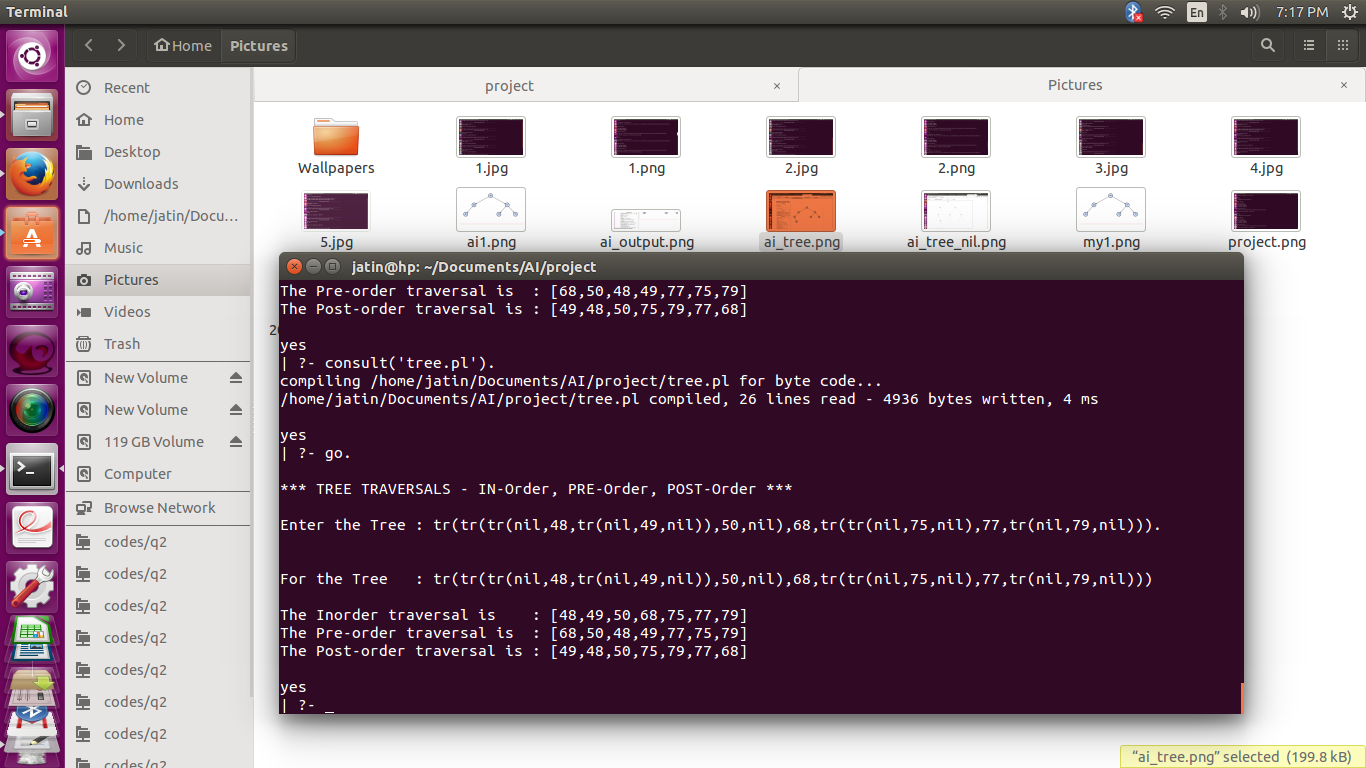 Terminal
En
7:17 PM
Home
Pictures
Recent
Home
Desktop
Downloads
/home/jatin/Docu...
Music
Pictures
Videos
Trash
New Volume
New Volume
119 GB Volume
Computer
Browse Network
codes/q2
codes/q2
codes/q2
codes/q2
codes/q2
codes/q2
codes/q2
codes/q2
project
Pictures
Wallpapers
1.jpg
1.png
2.jpg
2.png
3.jpg
4.jpg
5.jpg
ai1.png
ai_output.png
ai_tree.png
ai_tree_nil.png
my1.png
project.png
jatin@hp: ~/Documents/AI/project
The Pre-order traversal is  : [68,50,48,49,77,75,79]
The Post-order traversal is : [49,48,50,75,79,77,68]
yes
| ?- consult('tree.pl').
compiling /home/jatin/Documents/AI/project/tree.pl for byte code...
/home/jatin/Documents/AI/project/tree.pl compiled, 26 lines read - 4936 bytes written, 4 ms
yes
| ?- go.
*** TREE TRAVERSALS - IN-Order, PRE-Order, POST-Order ***
Enter the Tree : tr(tr(tr(nil,48,tr(nil,49,nil)),50,nil),68,tr(tr(nil,75,nil),77,tr(nil,79,nil))).
For the Tree   : tr(tr(tr(nil,48,tr(nil,49,nil)),50,nil),68,tr(tr(nil,75,nil),77,tr(nil,79,nil)))
The Inorder traversal is    : [48,49,50,68,75,77,79]
The Pre-order traversal is  : [68,50,48,49,77,75,79]
The Post-order traversal is : [49,48,50,75,79,77,68]
yes
| ?- _
“ai_tree.png” selected (199.8 kB)